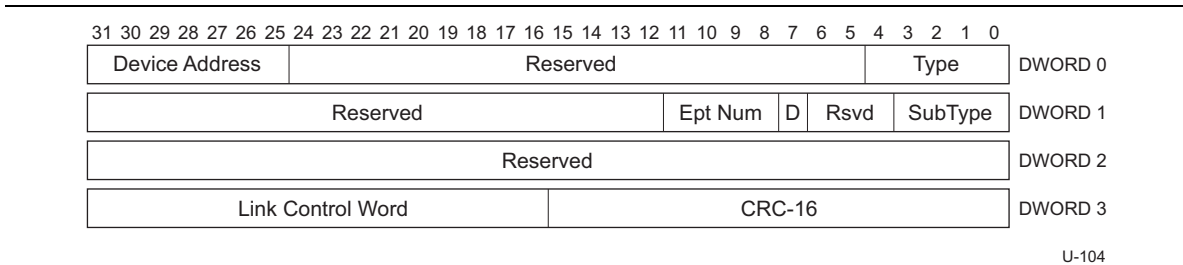 31 30 29 28 27 26 25 24 23 22 21 20 19 18 17 16 15 14 13 12 11 10 9 8 7 6 5 4 3 2 1 0
Device Address Reserved Type DWORD 0
Reserved Ept Num D Rsvd SubType DWORD 1
Reserved DWORD 2
Link Control Word CRC-16 DWORD 3
U-104